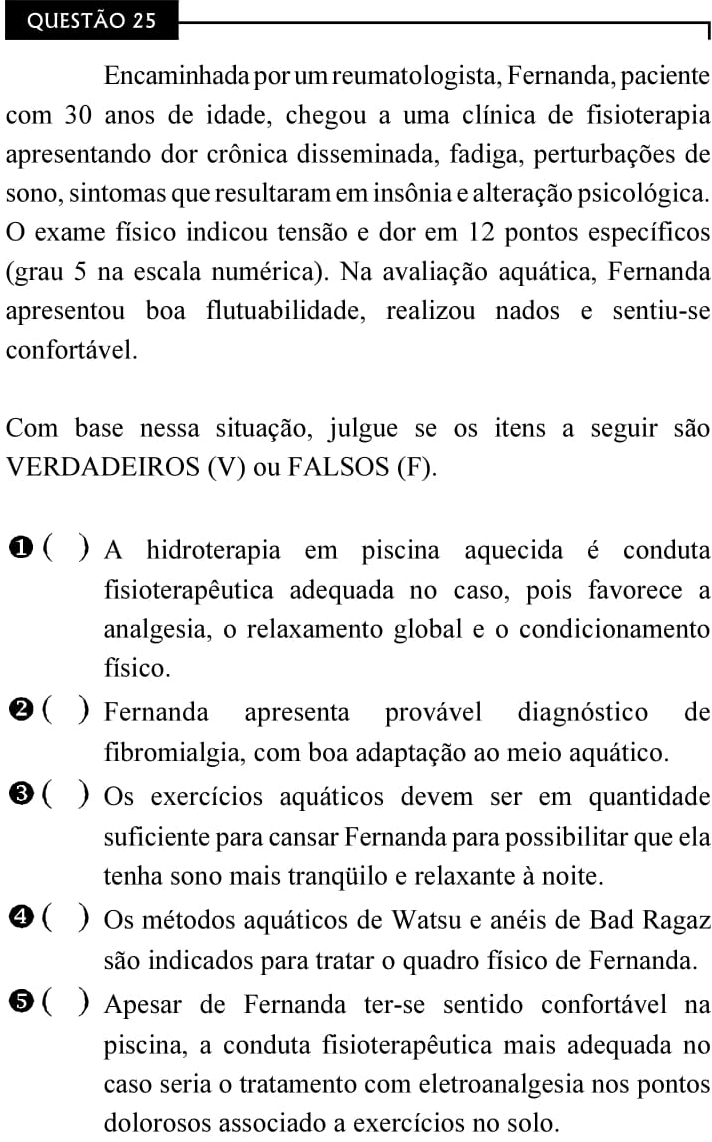 QUESTÃO 25
Encaminhada por um reumatologista, Fernanda, paciente
com 30 anos de idade, chegou a uma clínica de fisioterapia
apresentando dor crônica disseminada, fadiga, perturbações de
sono, sintomas que resultaram em insônia e alteração psicológica.
O exame físico indicou tensão e dor em 12 pontos específicos
(grau 5 na escala numérica). Na avaliação aquática, Fernanda
apresentou boa flutuabilidade, realizou nados e sentiu-se
confortável.
Com base nessa situação, julgue se os itens a seguir são
VERDADEIROS (V) ou FALSOS (F).
❶ ( ) A hidroterapia em piscina aquecida é conduta
fisioterapêutica adequada no caso, pois favorece a
analgesia, o relaxamento global e o condicionamento
físico.
❷ ( ) Fernanda apresenta provável diagnóstico de
fibromialgia, com boa adaptação ao meio aquático.
❸ ( ) Os exercícios aquáticos devem ser em quantidade
suficiente para cansar Fernanda para possibilitar que ela
tenha sono mais tranqüilo e relaxante à noite.
❹ ( ) Os métodos aquáticos de Watsu e anéis de Bad Ragaz
são indicados para tratar o quadro físico de Fernanda.
❺ ( ) Apesar de Fernanda ter-se sentido confortável na
piscina, a conduta fisioterapêutica mais adequada no
caso seria o tratamento com eletroanalgesia nos pontos
dolorosos associado a exercícios no solo.